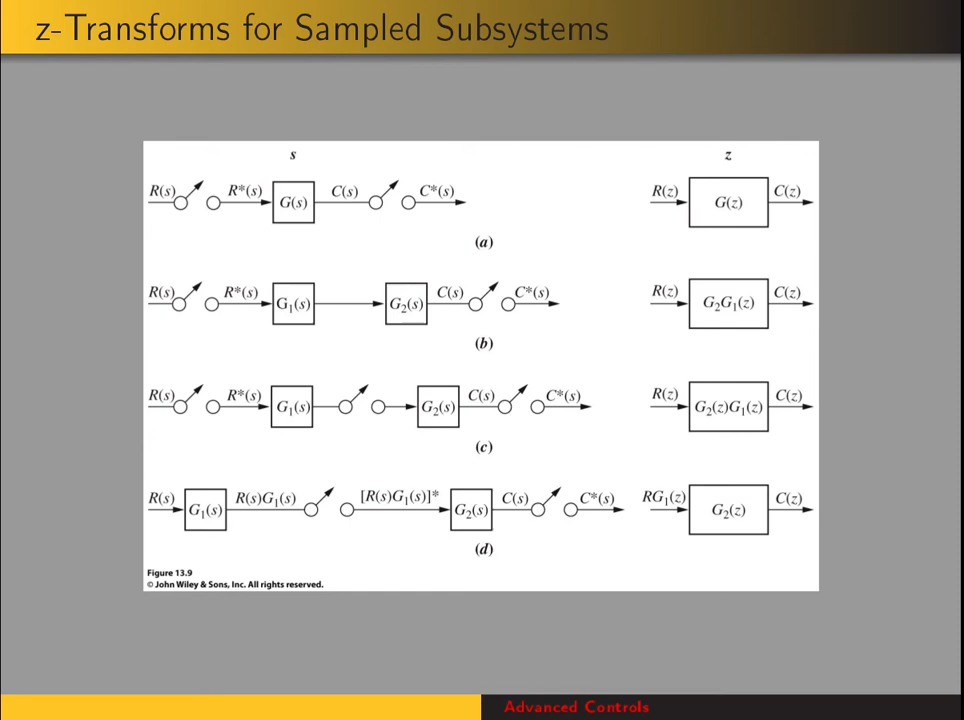 z-Transforms for Sampled Subsystems
s z
R(s) R*(s) G(s) C(s) C*(s) R(z) G(z) C(z)
(a)
R(s) R*(s) G₁(s) G₂(s) C(s) C*(s) R(z) G₂G₁(z) C(z)
(b)
R(s) R*(s) G₁(s) G₂(s) C(s) C*(s) R(z) G₂(z)G₁(z) C(z)
(c)
R(s) G₁(s) R(s)G₁(s) [R(s)G₁(s)]* G₂(s) C(s) C*(s) RG₁(z) G₂(z) C(z)
(d)
Figure 13.9
© John Wiley & Sons, Inc. All rights reserved.
Advanced Controls